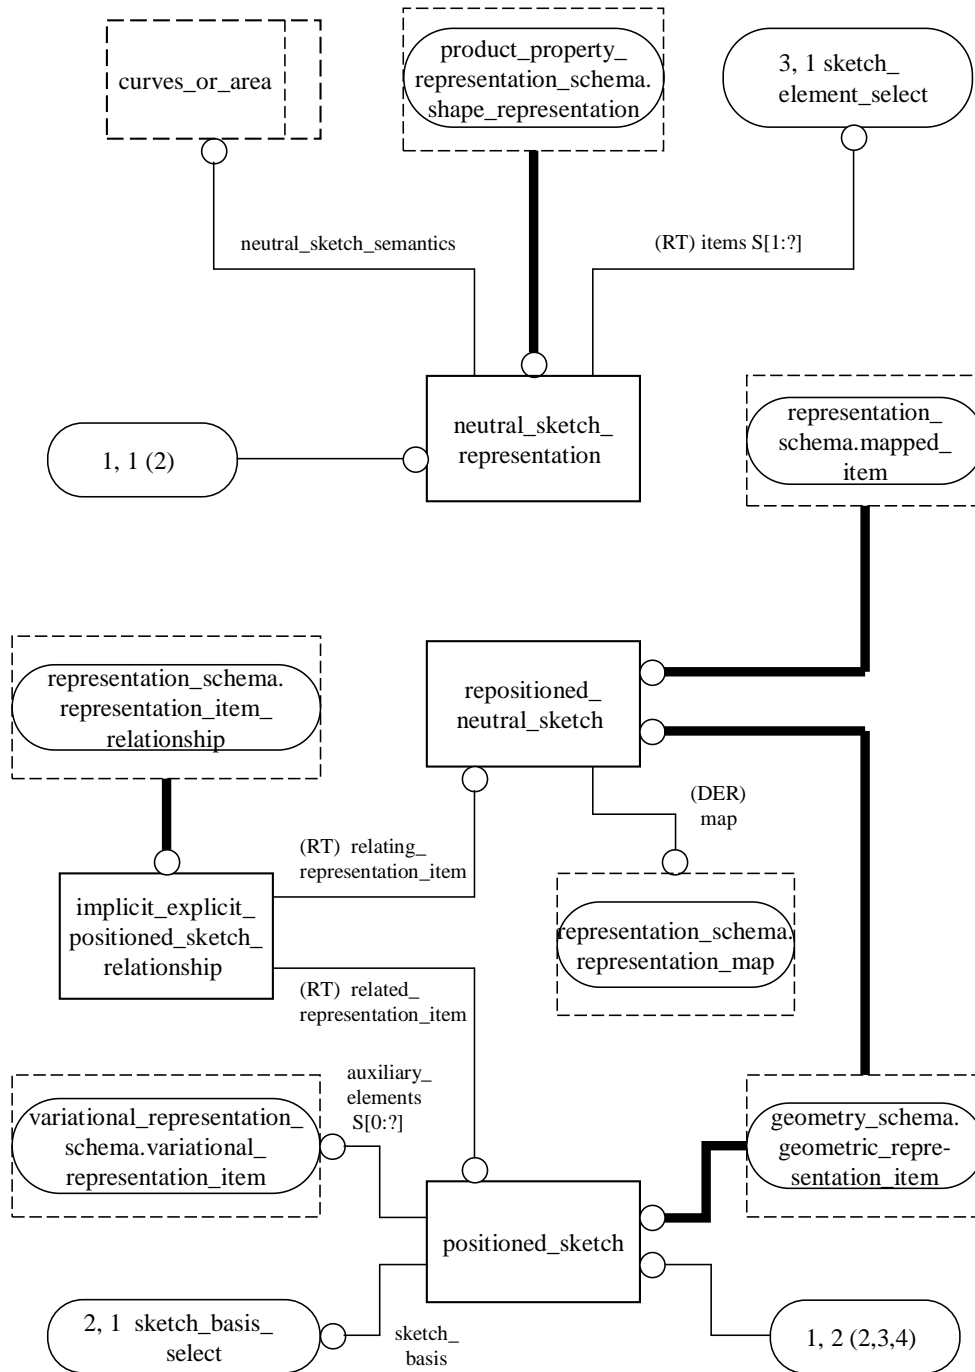 curves_or_area
product_property_
representation_schema.
shape_representation
3, 1 sketch_
element_select
neutral_sketch_semantics
(RT) items S[1:?]
neutral_sketch_
representation
1, 1 (2)
representation_
schema.mapped_
item
representation_schema.
representation_item_
relationship
repositioned_
neutral_sketch
(DER)
map
(RT) relating_
representation_item
implicit_explicit_
positioned_sketch_
relationship
representation_schema.
representation_map
(RT) related_
representation_item
auxiliary_
elements
S[0:?]
variational_representation_
schema.variational_
representation_item
geometry_schema.
geometric_repre-
sentation_item
positioned_sketch
2, 1 sketch_basis_
select
sketch_
basis
1, 2 (2,3,4)